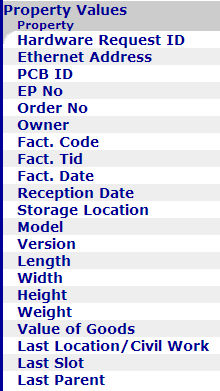 Property Values
Property
Hardware Request ID
Ethernet Address
PCB ID
EP No
Order No
Owner
Fact. Code
Fact. Tid
Fact. Date
Reception Date
Storage Location
Model
Version
Length
Width
Height
Weight
Value of Goods
Last Location/Civil Work
Last Slot
Last Parent